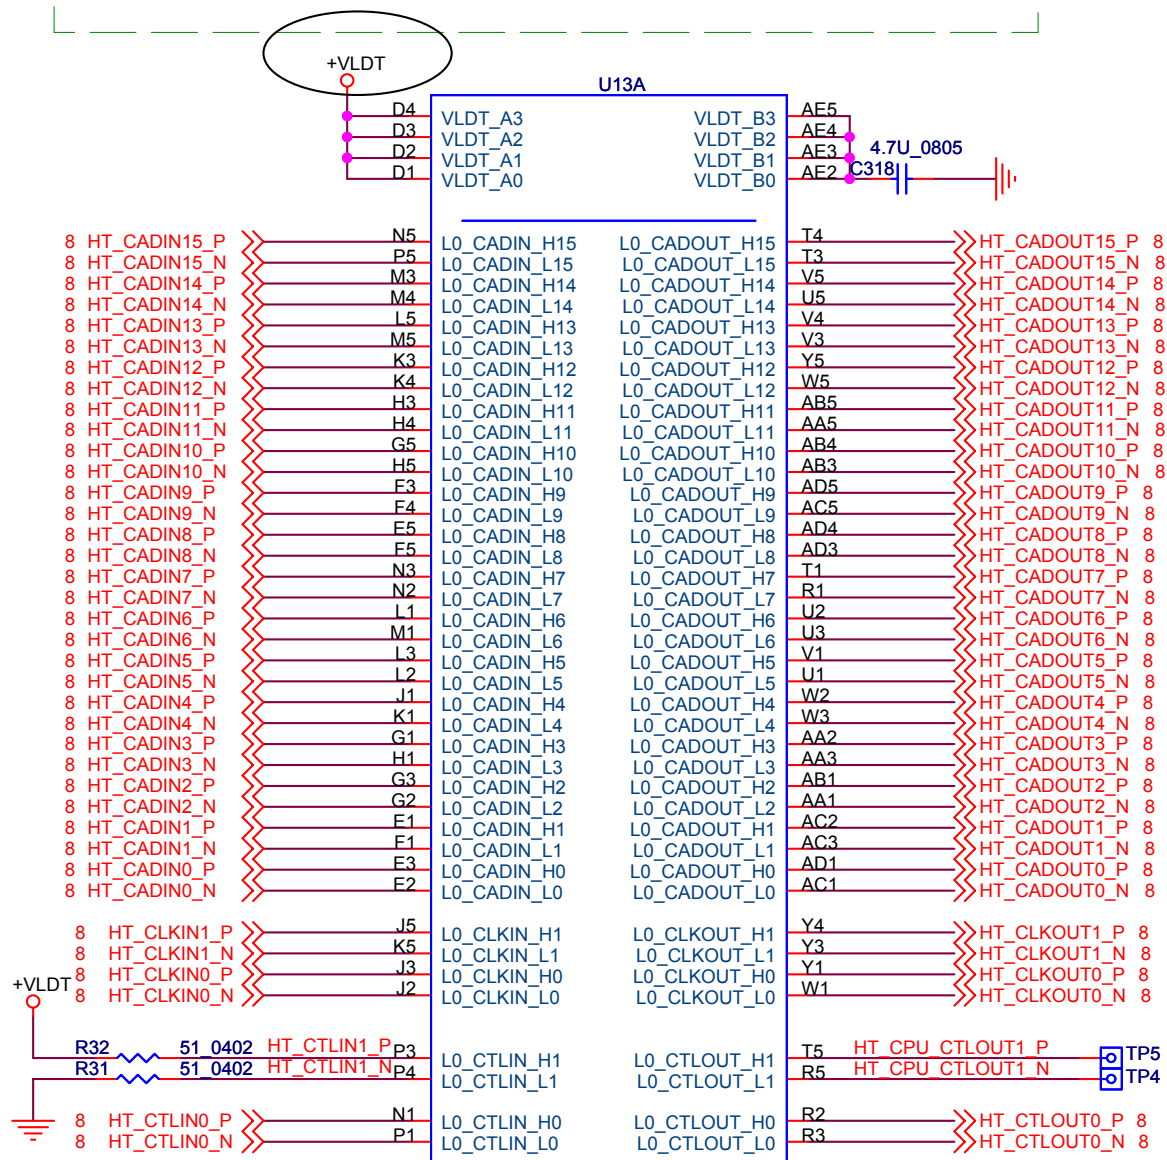 +VLDT
U13A
D4 VLDT_A3 VLDT_B3 AE5
D3 VLDT_A2 VLDT_B2 AE4
D2 VLDT_A1 VLDT_B1 AE3 4.7U_0805
D1 VLDT_A0 VLDT_B0 AE2 C318
8 HT_CADIN15_P N5 L0_CADIN_H15 L0_CADOUT_H15 T4 HT_CADOUT15_P 8
8 HT_CADIN15_N P5 L0_CADIN_L15 L0_CADOUT_L15 T3 HT_CADOUT15_N 8
8 HT_CADIN14_P M3 L0_CADIN_H14 L0_CADOUT_H14 V5 HT_CADOUT14_P 8
8 HT_CADIN14_N M4 L0_CADIN_L14 L0_CADOUT_L14 U5 HT_CADOUT14_N 8
8 HT_CADIN13_P L5 L0_CADIN_H13 L0_CADOUT_H13 V4 HT_CADOUT13_P 8
8 HT_CADIN13_N M5 L0_CADIN_L13 L0_CADOUT_L13 V3 HT_CADOUT13_N 8
8 HT_CADIN12_P K3 L0_CADIN_H12 L0_CADOUT_H12 Y5 HT_CADOUT12_P 8
8 HT_CADIN12_N K4 L0_CADIN_L12 L0_CADOUT_L12 W5 HT_CADOUT12_N 8
8 HT_CADIN11_P H3 L0_CADIN_H11 L0_CADOUT_H11 AB5 HT_CADOUT11_P 8
8 HT_CADIN11_N H4 L0_CADIN_L11 L0_CADOUT_L11 AA5 HT_CADOUT11_N 8
8 HT_CADIN10_P G5 L0_CADIN_H10 L0_CADOUT_H10 AB4 HT_CADOUT10_P 8
8 HT_CADIN10_N H5 L0_CADIN_L10 L0_CADOUT_L10 AB3 HT_CADOUT10_N 8
8 HT_CADIN9_P F3 L0_CADIN_H9 L0_CADOUT_H9 AD5 HT_CADOUT9_P 8
8 HT_CADIN9_N F4 L0_CADIN_L9 L0_CADOUT_L9 AC5 HT_CADOUT9_N 8
8 HT_CADIN8_P E5 L0_CADIN_H8 L0_CADOUT_H8 AD4 HT_CADOUT8_P 8
8 HT_CADIN8_N F5 L0_CADIN_L8 L0_CADOUT_L8 AD3 HT_CADOUT8_N 8
8 HT_CADIN7_P N3 L0_CADIN_H7 L0_CADOUT_H7 T1 HT_CADOUT7_P 8
8 HT_CADIN7_N N2 L0_CADIN_L7 L0_CADOUT_L7 R1 HT_CADOUT7_N 8
8 HT_CADIN6_P L1 L0_CADIN_H6 L0_CADOUT_H6 U2 HT_CADOUT6_P 8
8 HT_CADIN6_N M1 L0_CADIN_L6 L0_CADOUT_L6 U3 HT_CADOUT6_N 8
8 HT_CADIN5_P L3 L0_CADIN_H5 L0_CADOUT_H5 V1 HT_CADOUT5_P 8
8 HT_CADIN5_N L2 L0_CADIN_L5 L0_CADOUT_L5 U1 HT_CADOUT5_N 8
8 HT_CADIN4_P J1 L0_CADIN_H4 L0_CADOUT_H4 W2 HT_CADOUT4_P 8
8 HT_CADIN4_N K1 L0_CADIN_L4 L0_CADOUT_L4 W3 HT_CADOUT4_N 8
8 HT_CADIN3_P G1 L0_CADIN_H3 L0_CADOUT_H3 AA2 HT_CADOUT3_P 8
8 HT_CADIN3_N H1 L0_CADIN_L3 L0_CADOUT_L3 AA3 HT_CADOUT3_N 8
8 HT_CADIN2_P G3 L0_CADIN_H2 L0_CADOUT_H2 AB1 HT_CADOUT2_P 8
8 HT_CADIN2_N G2 L0_CADIN_L2 L0_CADOUT_L2 AA1 HT_CADOUT2_N 8
8 HT_CADIN1_P E1 L0_CADIN_H1 L0_CADOUT_H1 AC2 HT_CADOUT1_P 8
8 HT_CADIN1_N F1 L0_CADIN_L1 L0_CADOUT_L1 AC3 HT_CADOUT1_N 8
8 HT_CADIN0_P E3 L0_CADIN_H0 L0_CADOUT_H0 AD1 HT_CADOUT0_P 8
8 HT_CADIN0_N E2 L0_CADIN_L0 L0_CADOUT_L0 AC1 HT_CADOUT0_N 8
8 HT_CLKIN1_P J5 L0_CLKIN_H1 L0_CLKOUT_H1 Y4 HT_CLKOUT1_P 8
8 HT_CLKIN1_N K5 L0_CLKIN_L1 L0_CLKOUT_L1 Y3 HT_CLKOUT1_N 8
8 HT_CLKIN0_P J3 L0_CLKIN_H0 L0_CLKOUT_H0 Y1 HT_CLKOUT0_P 8
+VLDT
8 HT_CLKIN0_N J2 L0_CLKIN_L0 L0_CLKOUT_L0 W1 HT_CLKOUT0_N 8
R32 51_0402 HT_CTLIN1_P P3 L0_CTLIN_H1 L0_CTLOUT_H1 T5 HT_CPU_CTLOUT1_P TP5
R31 51_0402 HT_CTLIN1_N P4 L0_CTLIN_L1 L0_CTLOUT_L1 R5 HT_CPU_CTLOUT1_N TP4
8 HT_CTLIN0_P N1 L0_CTLIN_H0 L0_CTLOUT_H0 R2 HT_CTLOUT0_P 8
8 HT_CTLIN0_N P1 L0_CTLIN_L0 L0_CTLOUT_L0 R3 HT_CTLOUT0_N 8